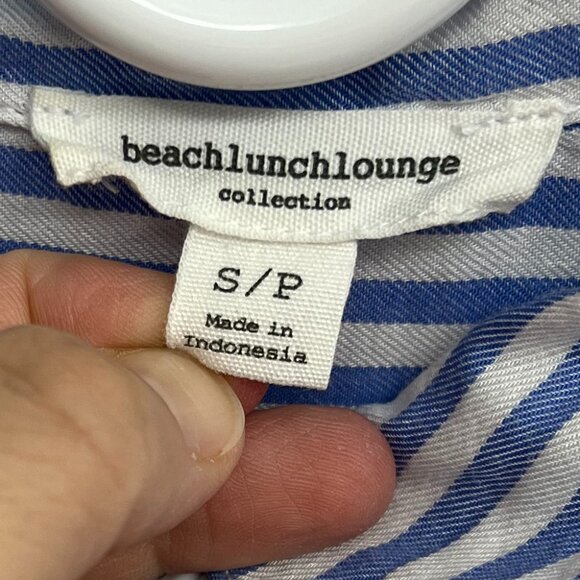 beachlunchlounge
collection
S/P
Made in
Indonesia